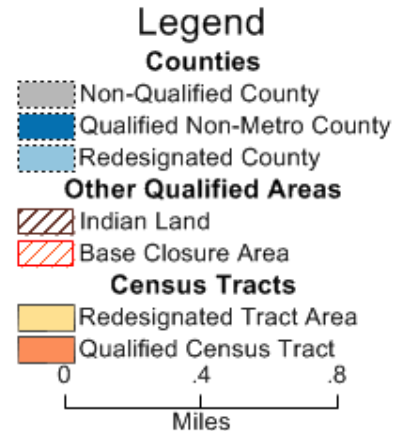 Legend
Counties
Non-Qualified County
Qualified Non-Metro County
Redesignated County
Other Qualified Areas
Indian Land
Base Closure Area
Census Tracts
Redesignated Tract Area
Qualified Census Tract
0 .4 .8
Miles